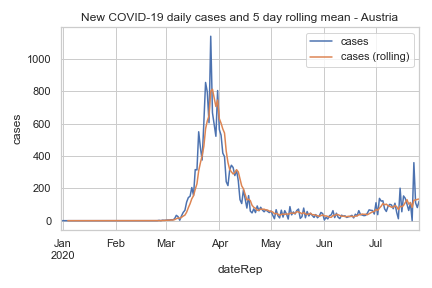 New COVID-19 daily cases and 5 day rolling mean - Austria
cases
cases (rolling)
cases
1000
800
600
400
200
0
Jan
2020
Feb
Mar
Apr
May
Jun
Jul
dateRep